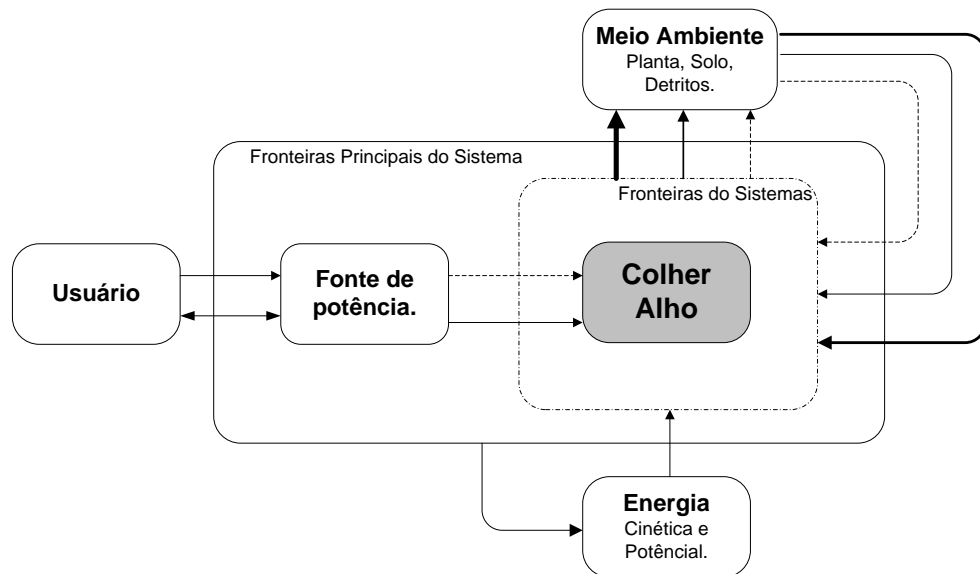 Meio Ambiente
Planta, Solo,
Detritos.
Fronteiras Principais do Sistema
Fronteiras do Sistemas
Usuário
Fonte de
potência.
Colher
Alho
Energia
Cinética e
Potêncial.